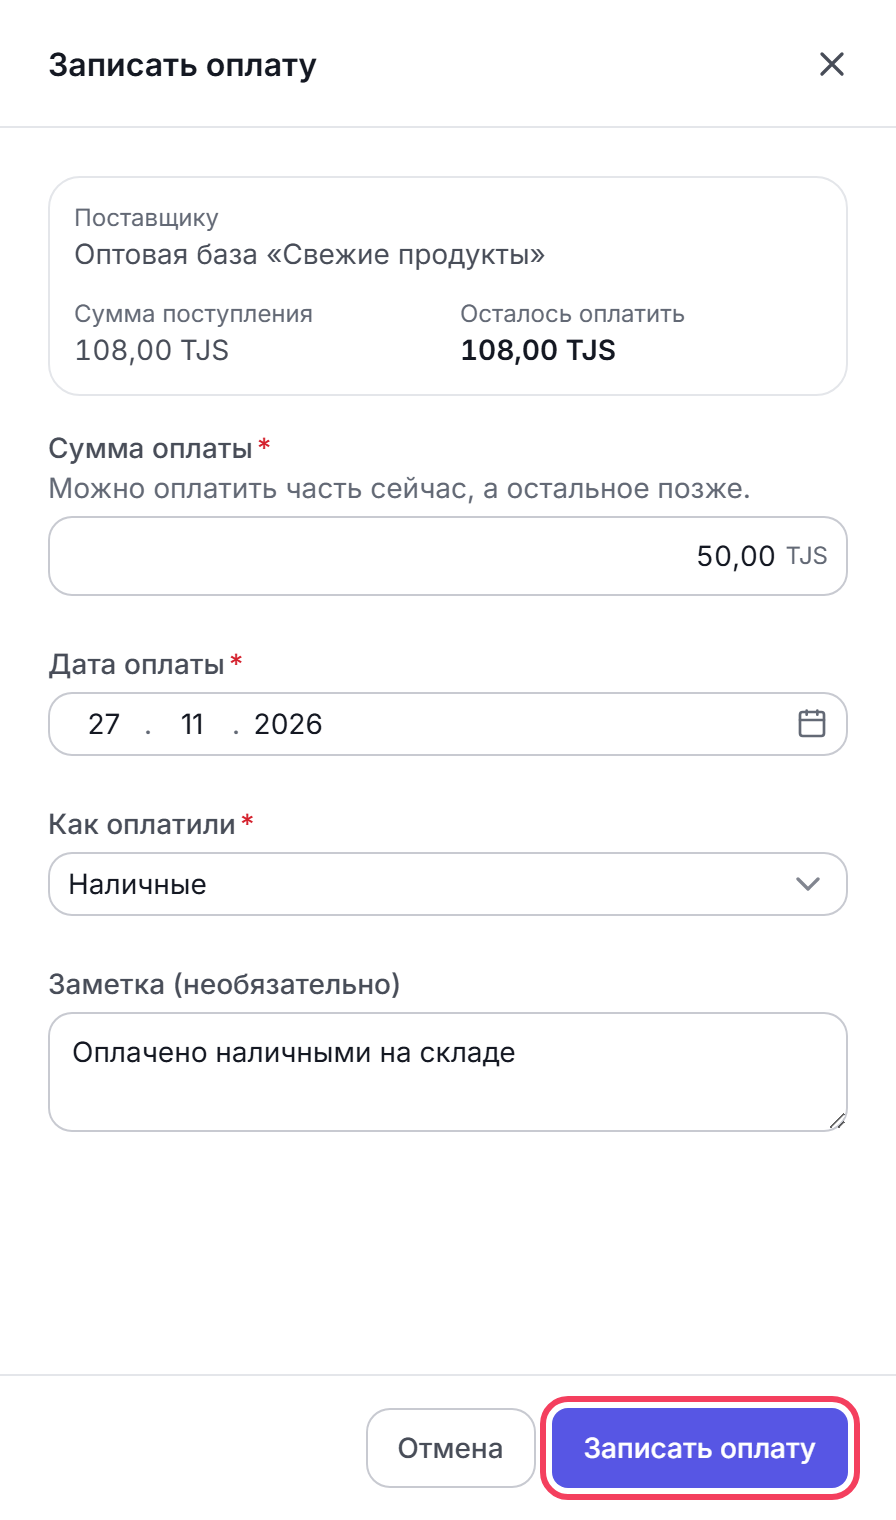 Записать оплату
Поставщику
Оптовая база «Свежие продукты»
Сумма поступления
108,00 TJS
Осталось оплатить
108,00 TJS
Сумма оплаты*
Можно оплатить часть сейчас, а остальное позже.
50,00 TJS
Дата оплаты*
27 . 11 . 2026
Как оплатили*
Наличные
Заметка (необязательно)
Оплачено наличными на складе
Отмена
Записать оплату